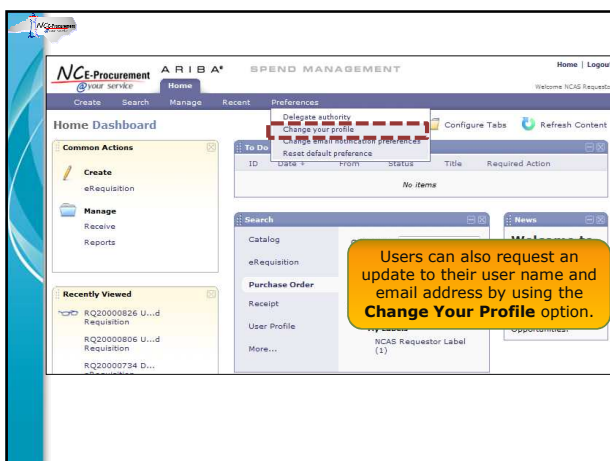 NC E-Procurement
NC E-Procurement
@your service
ARIBA® SPEND MANAGEMENT
Home | Logout
Home
Create Search Manage Recent Preferences
Home Dashboard
Delegate authority
Change your profile
Change email notification preferences
Reset default preference
Configure Tabs
Refresh Content
Common Actions
Create
eRequisition
Manage
Receive
Reports
To Do
ID Date From Status Title Required Action
No items
Search
Catalog
eRequisition
Purchase Order
Receipt
User Profile
More...
NCAS Requestor Label
(1)
News
Opportunities.
Users can also request an
update to their user name and
email address by using the
Change Your Profile option.
Recently Viewed
RQ20000826 U...d
Requisition
RQ20000806 U...d
Requisition
RQ20000734 D...